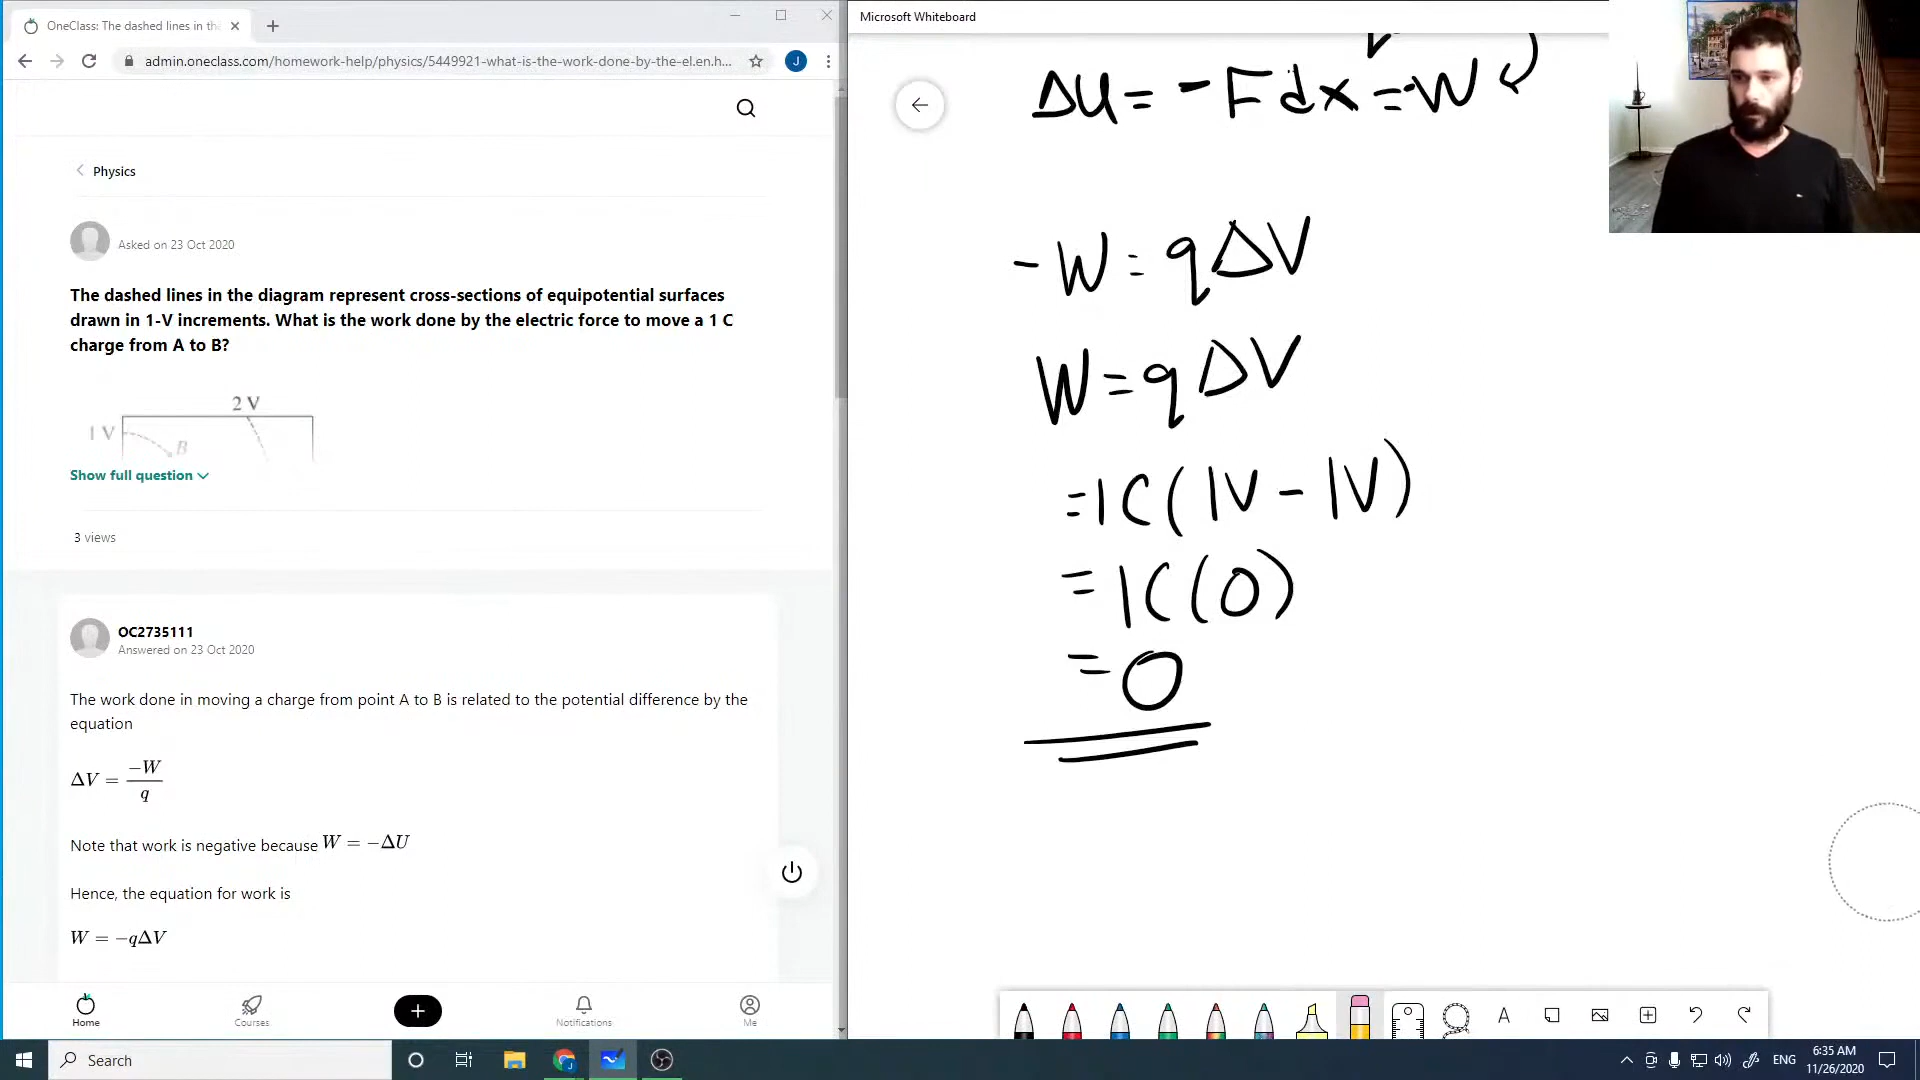 OneClass: The dashed lines in the
admin.oneclass.com/homework-help/physics/5449921-what-is-the-work-done-by-the-el.en.h...
J
Physics
Asked on 23 Oct 2020
The dashed lines in the diagram represent cross-sections of equipotential surfaces
drawn in 1-V increments. What is the work done by the electric force to move a 1 C
charge from A to B?
2 V
1 V
B
Show full question
3 views
OC2735111
Answered on 23 Oct 2020
The work done in moving a charge from point A to B is related to the potential difference by the
equation
ΔV = −W/q
Note that work is negative because W = −ΔU
Hence, the equation for work is
W = −qΔV
Home
Courses
Notifications
Me
Microsoft Whiteboard
ΔU = -Fdx = -W
-W = qΔV
W = qΔV
= 1C(1V - 1V)
= 1C(0)
= 0
A
Search
ENG
6:35 AM
11/26/2020